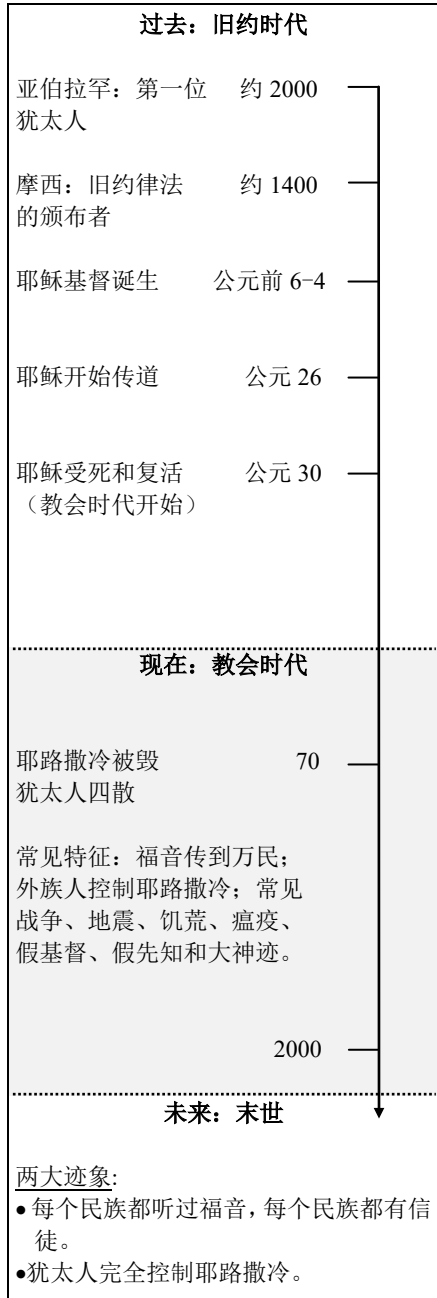 过去：旧约时代
亚伯拉罕：第一位 约 2000
犹太人
摩西：旧约律法 约 1400
的颁布者
耶稣基督诞生 公元前 6-4
耶稣开始传道 公元 26
耶稣受死和复活 公元 30
（教会时代开始）
现在：教会时代
耶路撒冷被毁 70
犹太人四散
常见特征：福音传到万民；
外族人控制耶路撒冷；常见
战争、地震、饥荒、瘟疫、
假基督、假先知和大神迹。
2000
未来：末世
两大迹象:
• 每个民族都听过福音，每个民族都有信
徒。
•犹太人完全控制耶路撒冷。